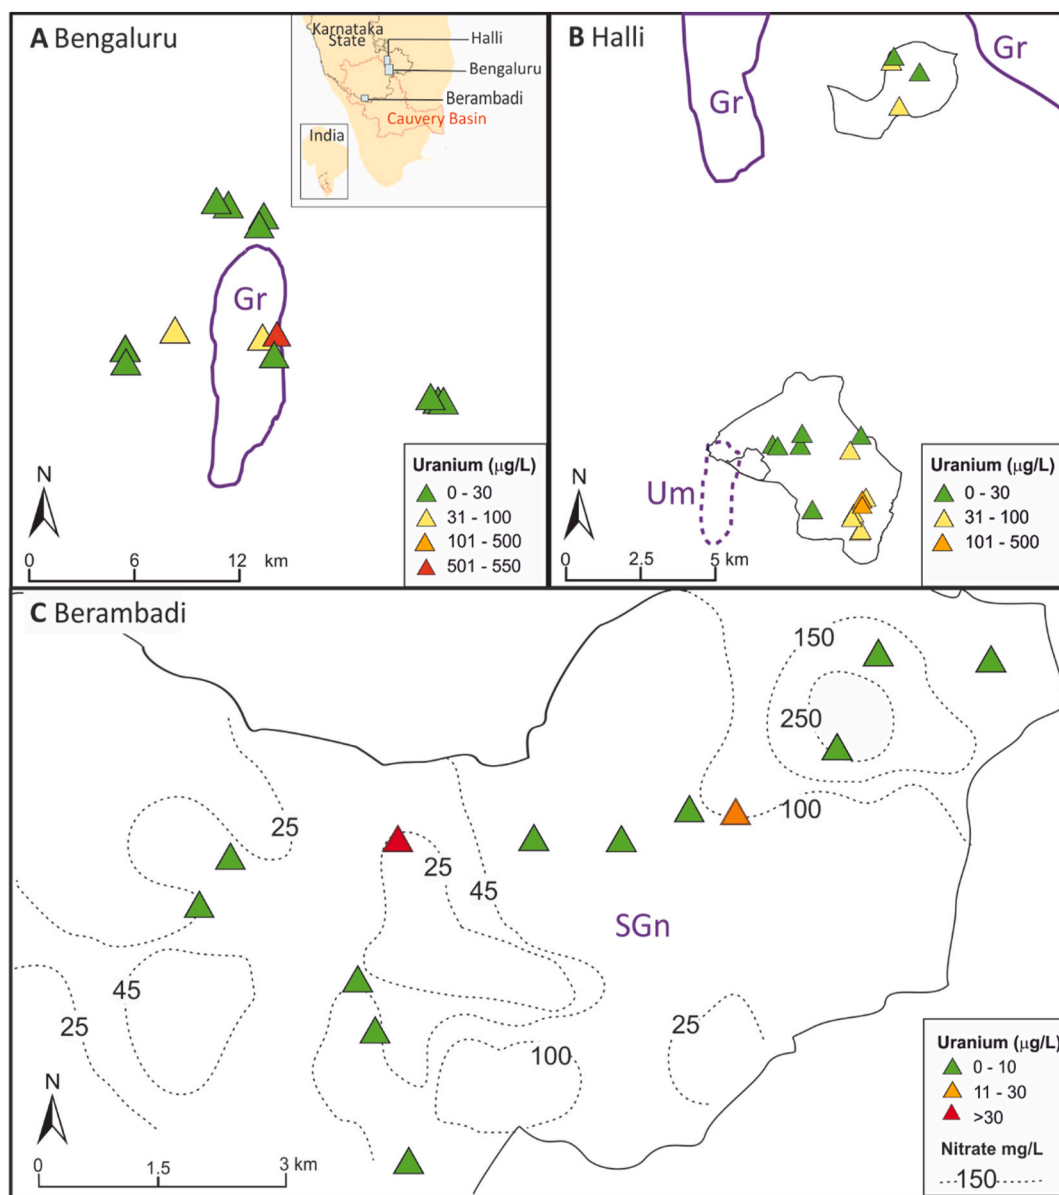 A Bengaluru
Karnataka
State
Halli
Bengaluru
Berambadi
Cauvery Basin
India
Gr
N
0 6 12 km
Uranium (µg/L)
0 - 30
31 - 100
101 - 500
501 - 550
B Halli
Gr
Gr
Um
N
0 2.5 5 km
Uranium (µg/L)
0 - 30
31 - 100
101 - 500
C Berambadi
150
250
100
25
25
45
SGn
45
25
25
100
N
0 1.5 3 km
Uranium (µg/L)
0 - 10
11 - 30
>30
Nitrate mg/L
150